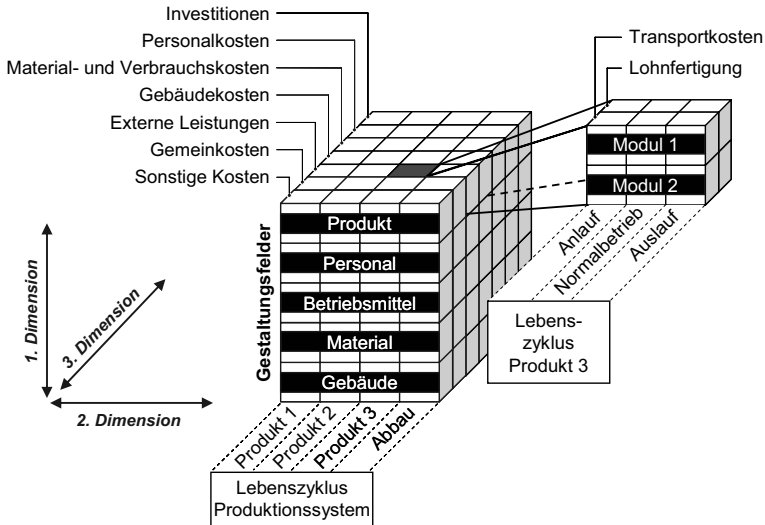 Investitionen
Personalkosten
Material- und Verbrauchskosten
Gebäudekosten
Externe Leistungen
Gemeinkosten
Sonstige Kosten
Transportkosten
Lohnfertigung
Modul 1
Modul 2
Gestaltungsfelder
Produkt
Personal
Betriebsmittel
Material
Gebäude
1. Dimension
3. Dimension
2. Dimension
Anlauf
Normalbetrieb
Auslauf
Lebens-
zyklus
Produkt 3
Produkt 1
Produkt 2
Produkt 3
Abbau
Lebenszyklus
Produktionssystem